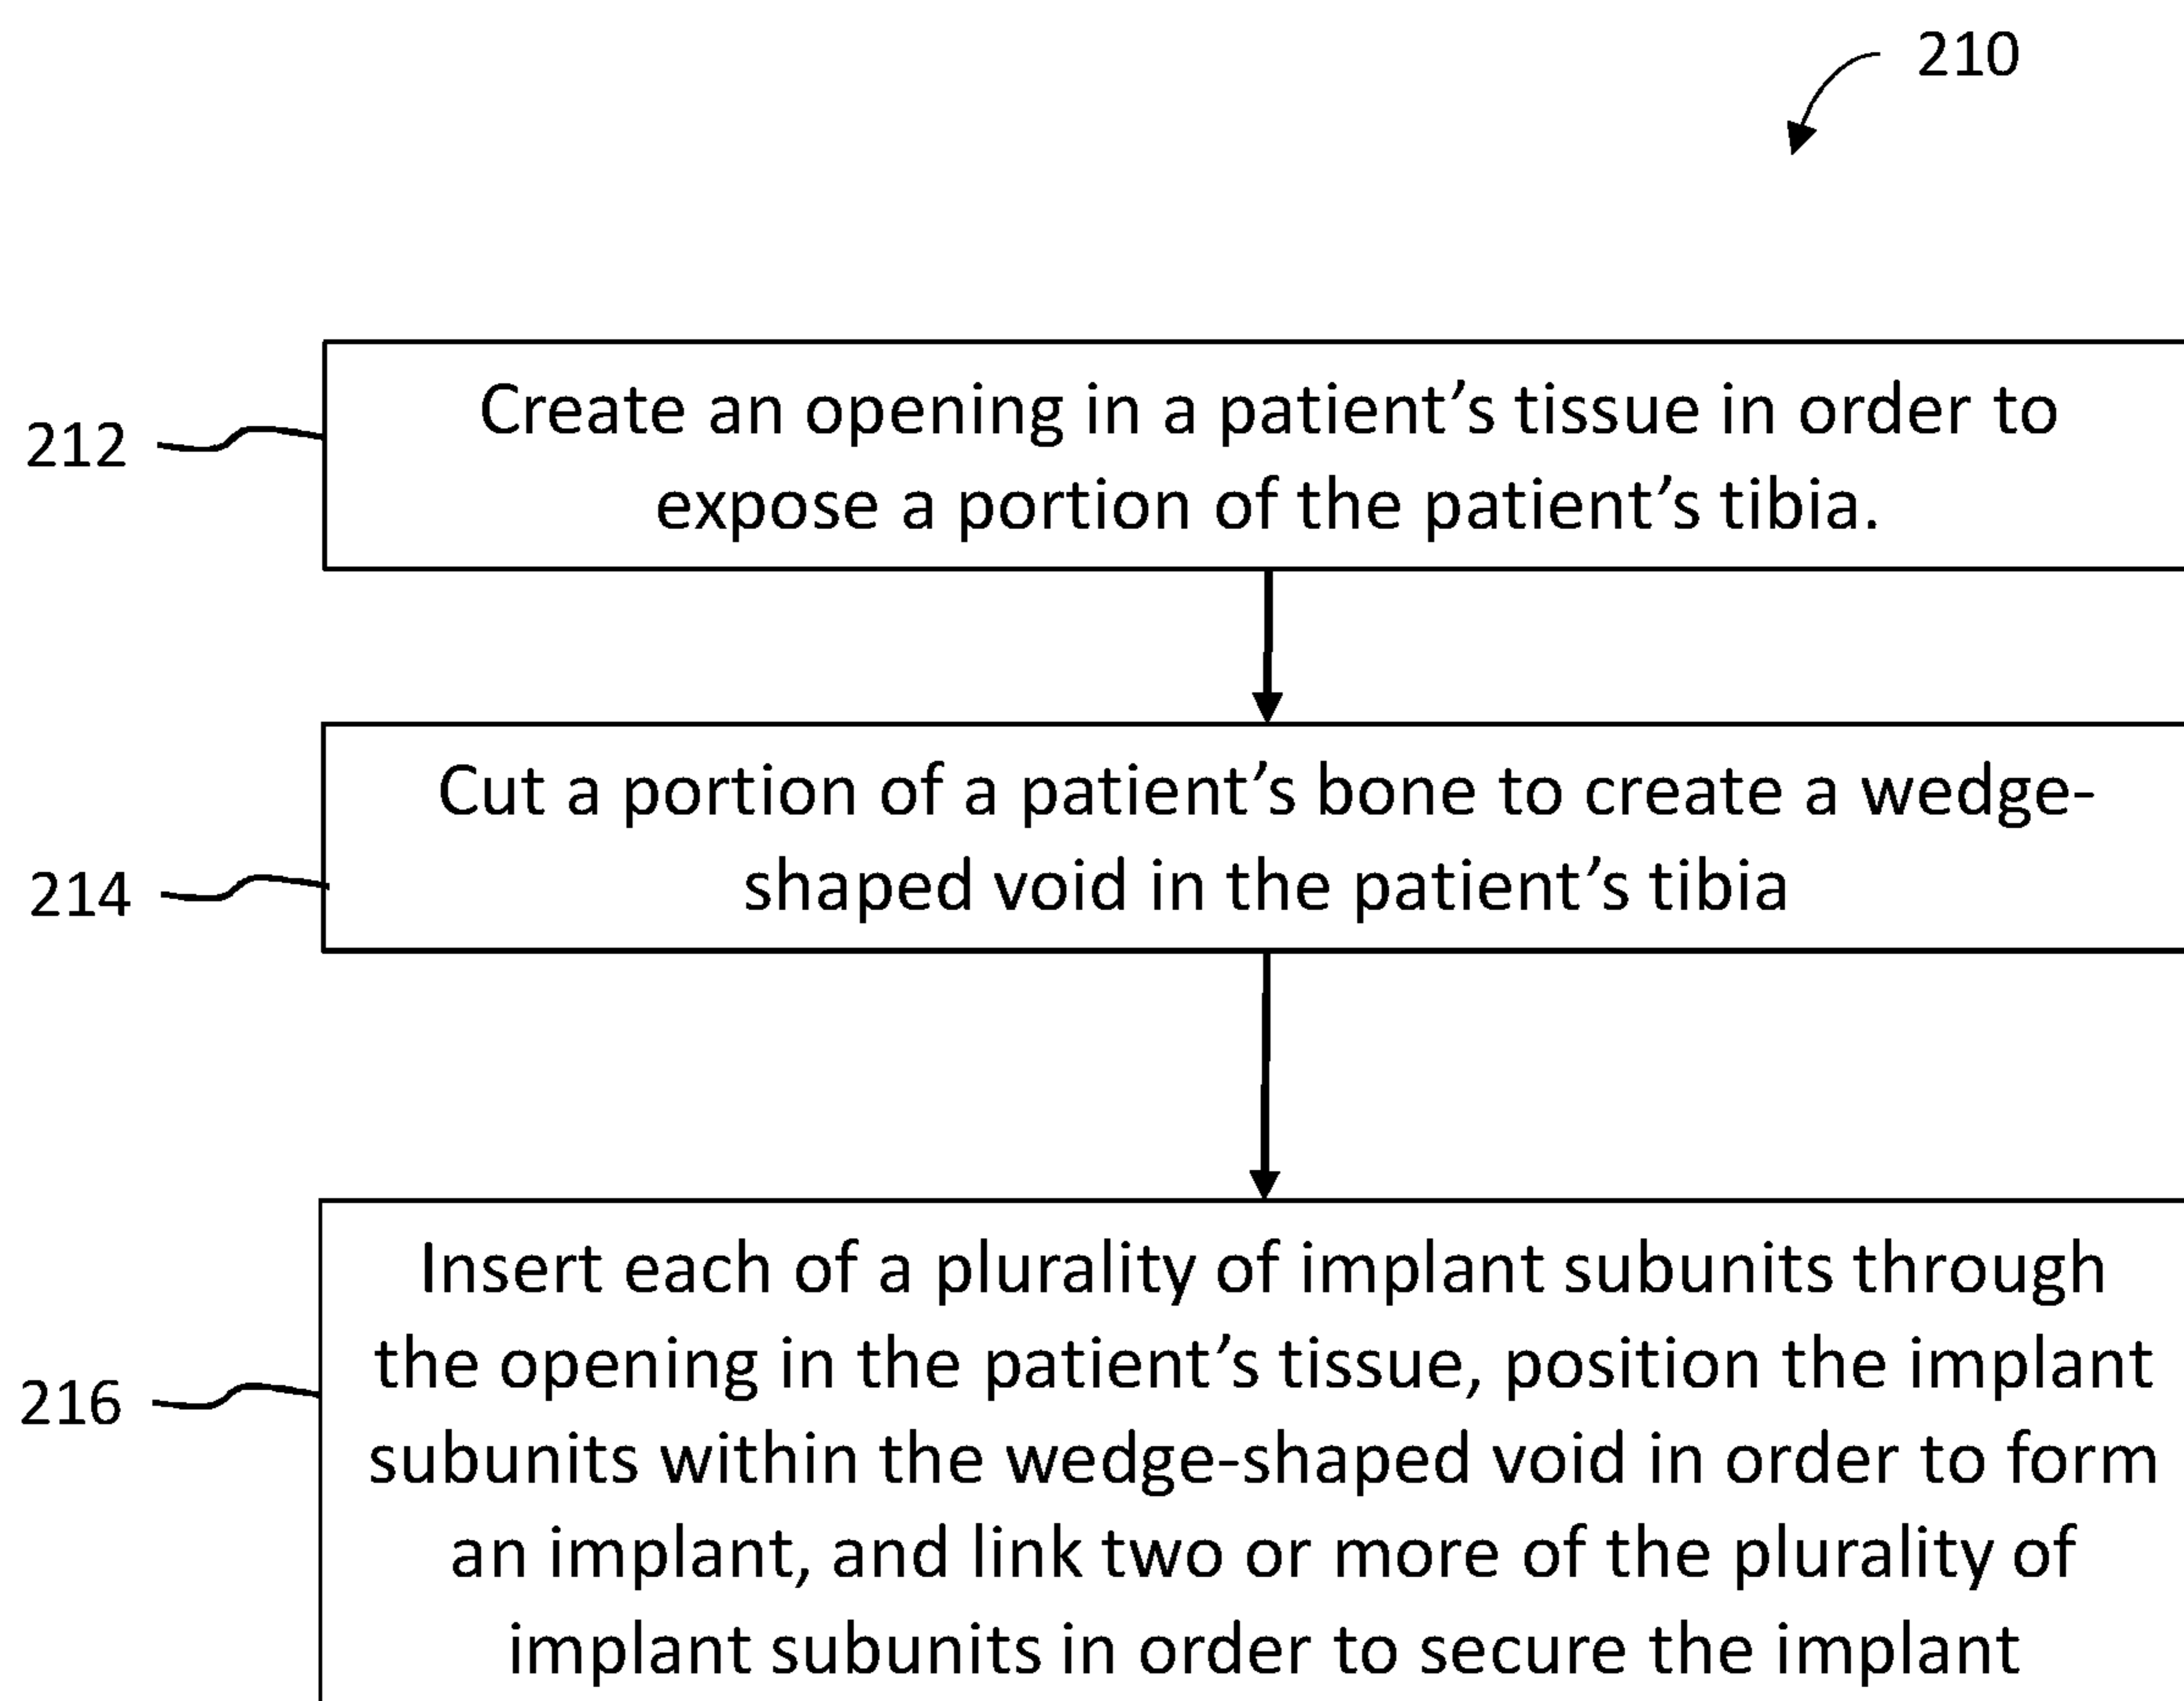 210
212
Create an opening in a patient’s tissue in order to
expose a portion of the patient’s tibia.
214
Cut a portion of a patient’s bone to create a wedge-
shaped void in the patient’s tibia
216
Insert each of a plurality of implant subunits through
the opening in the patient’s tissue, position the implant
subunits within the wedge-shaped void in order to form
an implant, and link two or more of the plurality of
implant subunits in order to secure the implant